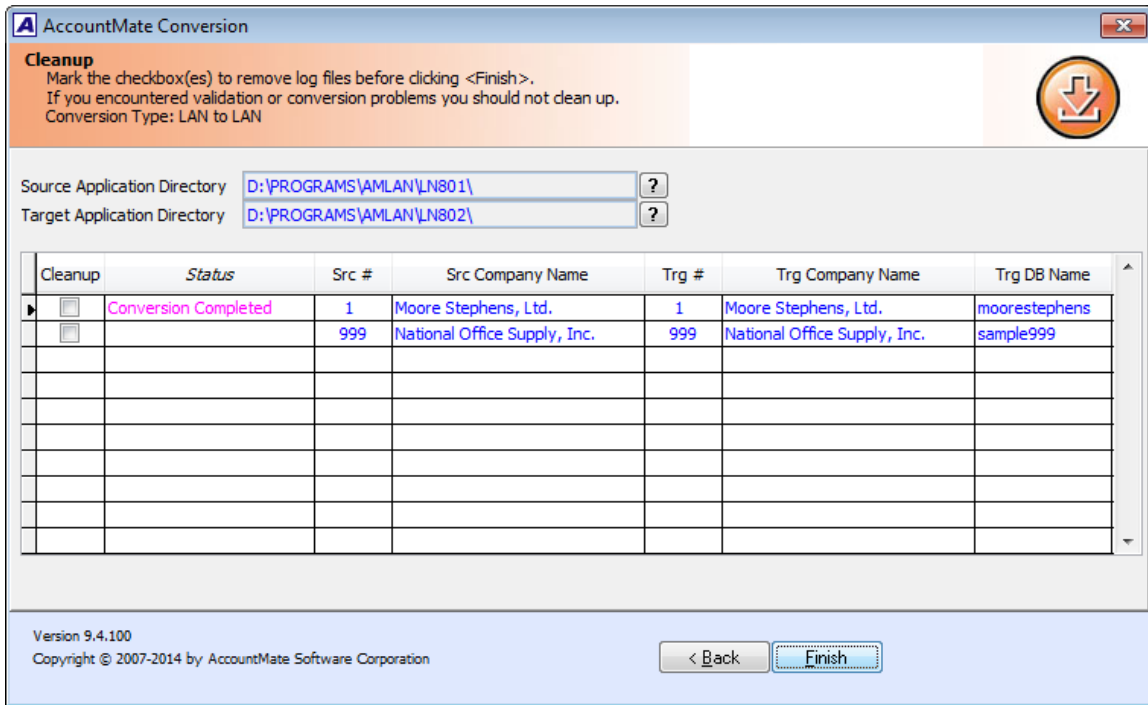 A AccountMate Conversion
Cleanup
Mark the checkbox(es) to remove log files before clicking <Finish>.
If you encountered validation or conversion problems you should not clean up.
Conversion Type: LAN to LAN
Source Application Directory D:\PROGRAMS\AMLAN\LN801\ ?
Target Application Directory D:\PROGRAMS\AMLAN\LN802\ ?
Cleanup Status Src # Src Company Name Trg # Trg Company Name Trg DB Name
Conversion Completed 1 Moore Stephens, Ltd. 1 Moore Stephens, Ltd. moorestephens
999 National Office Supply, Inc. 999 National Office Supply, Inc. sample999
Version 9.4.100
Copyright © 2007-2014 by AccountMate Software Corporation
< Back Finish